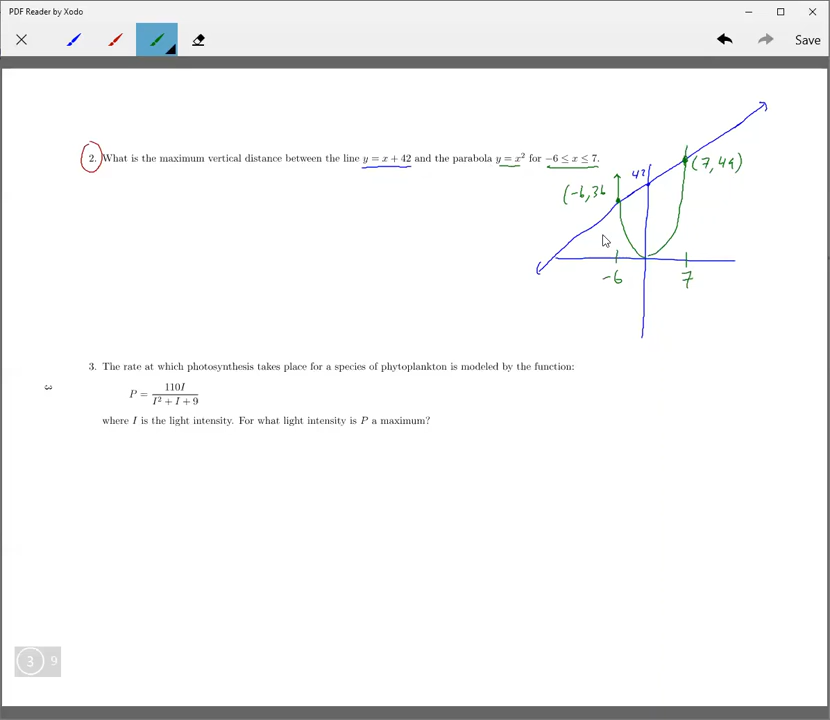 PDF Reader by Xodo
Save
2. What is the maximum vertical distance between the line y = x + 42 and the parabola y = x² for −6 ≤ x ≤ 7.
42
(7,49)
(-6,36
-6
7
3. The rate at which photosynthesis takes place for a species of phytoplankton is modeled by the function:
P = 110I / I² + I + 9
where I is the light intensity. For what light intensity is P a maximum?
3
3 9